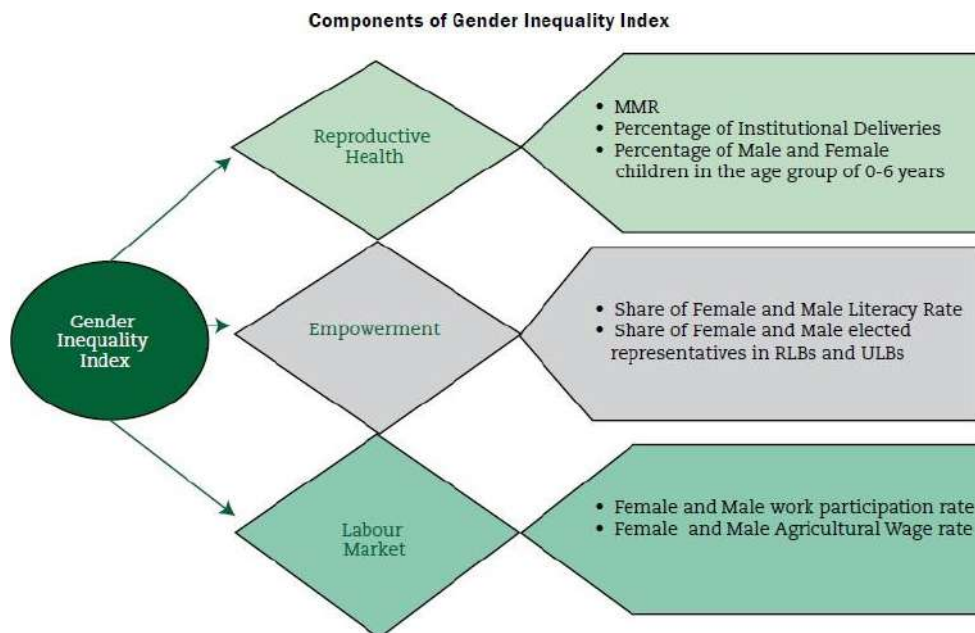 Components of Gender Inequality Index
Reproductive
Health
• MMR
• Percentage of Institutional Deliveries
• Percentage of Male and Female
children in the age group of 0-6 years
Gender
Inequality
Index
Empowerment
• Share of Female and Male Literacy Rate
• Share of Female and Male elected
representatives in RLBs and ULBs
Labour
Market
• Female and Male work participation rate
• Female and Male Agricultural Wage rate